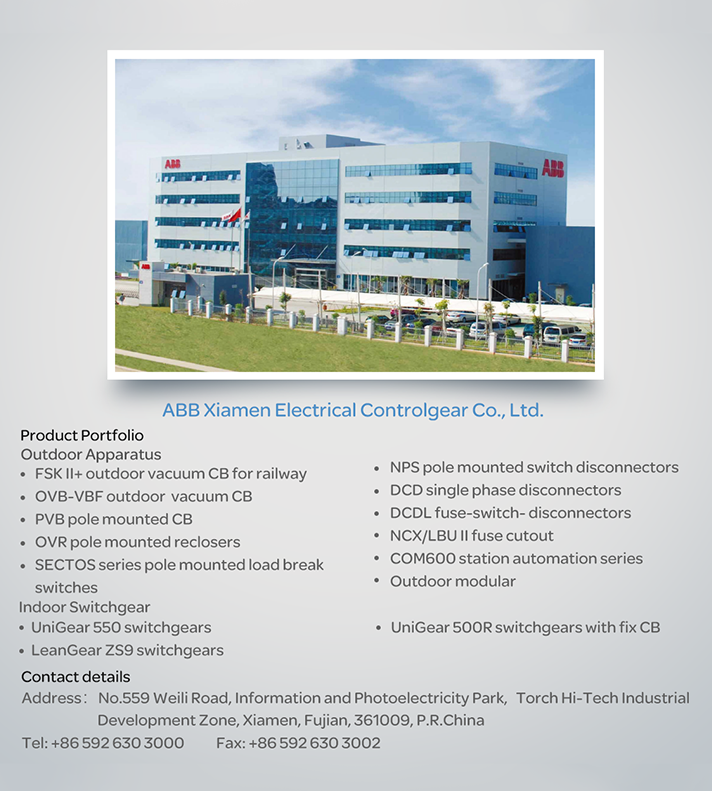 ABB
ABB
ABB
ABB Xiamen Electrical Controlgear Co., Ltd.
Product Portfolio
Outdoor Apparatus
• FSK II+ outdoor vacuum CB for railway
• OVB-VBF outdoor vacuum CB
• PVB pole mounted CB
• OVR pole mounted reclosers
• SECTOS series pole mounted load break
switches
• NPS pole mounted switch disconnectors
• DCD single phase disconnectors
• DCDL fuse-switch- disconnectors
• NCX/LBU II fuse cutout
• COM600 station automation series
• Outdoor modular
Indoor Switchgear
• UniGear 550 switchgears
• LeanGear ZS9 switchgears
• UniGear 500R switchgears with fix CB
Contact details
Address： No.559 Weili Road, Information and Photoelectricity Park, Torch Hi-Tech Industrial
Development Zone, Xiamen, Fujian, 361009, P.R.China
Tel: +86 592 630 3000 Fax: +86 592 630 3002